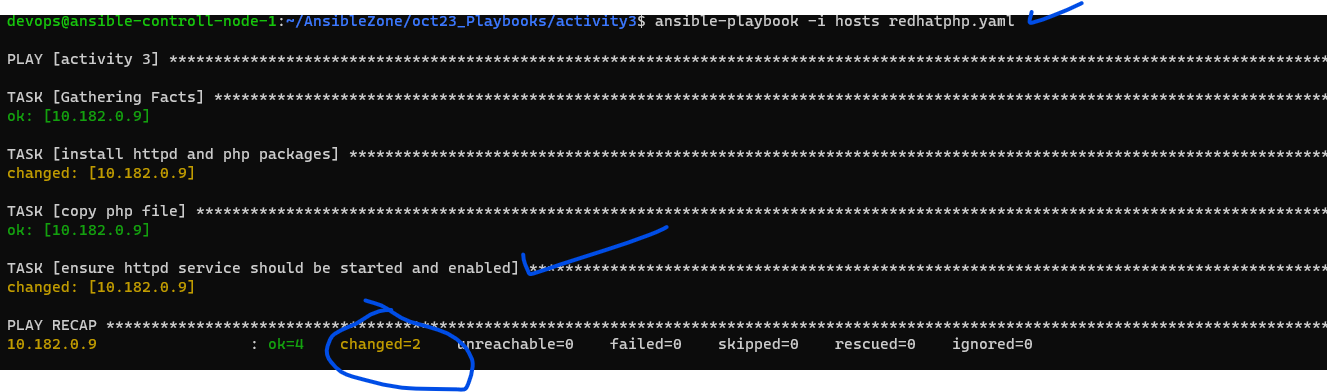 devops@ansible-controll-node-1:~/AnsibleZone/oct23_Playbooks/activity3$ ansible-playbook -i hosts redhatphp.yaml
PLAY [activity 3] *********************************************************************************************************************************
TASK [Gathering Facts] ****************************************************************************************************************************
ok: [10.182.0.9]
TASK [install httpd and php packages] *************************************************************************************************************
changed: [10.182.0.9]
TASK [copy php file] ******************************************************************************************************************************
ok: [10.182.0.9]
TASK [ensure httpd service should be started and enabled] *****************************************************************************************
changed: [10.182.0.9]
PLAY RECAP ****************************************************************************************************************************************
10.182.0.9                 : ok=4    changed=2    unreachable=0    failed=0    skipped=0    rescued=0    ignored=0